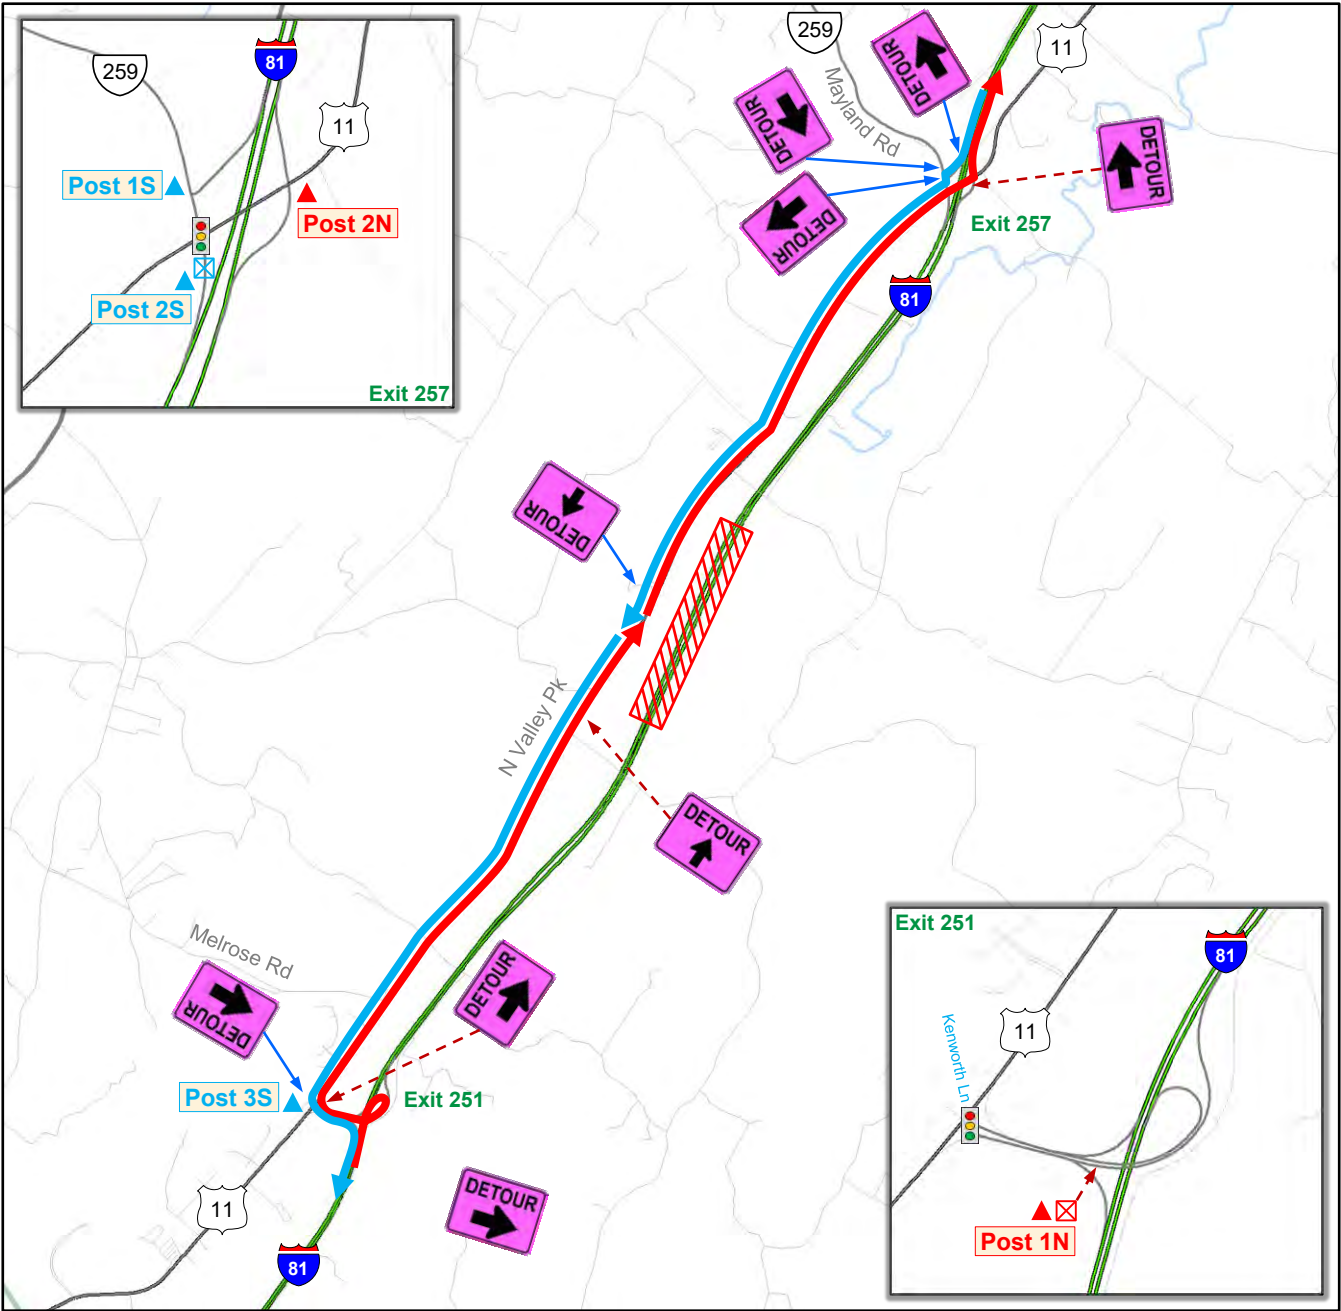 259
81
11
Post 1S
Post 2N
Post 2S
Exit 257
259
Mayland Rd
DETOUR
11
DETOUR
DETOUR
DETOUR
Exit 257
81
DETOUR
N Valley Pk
DETOUR
Melrose Rd
DETOUR
DETOUR
Post 3S
Exit 251
DETOUR
11
81
Exit 251
81
Kenworth Ln
11
Post 1N